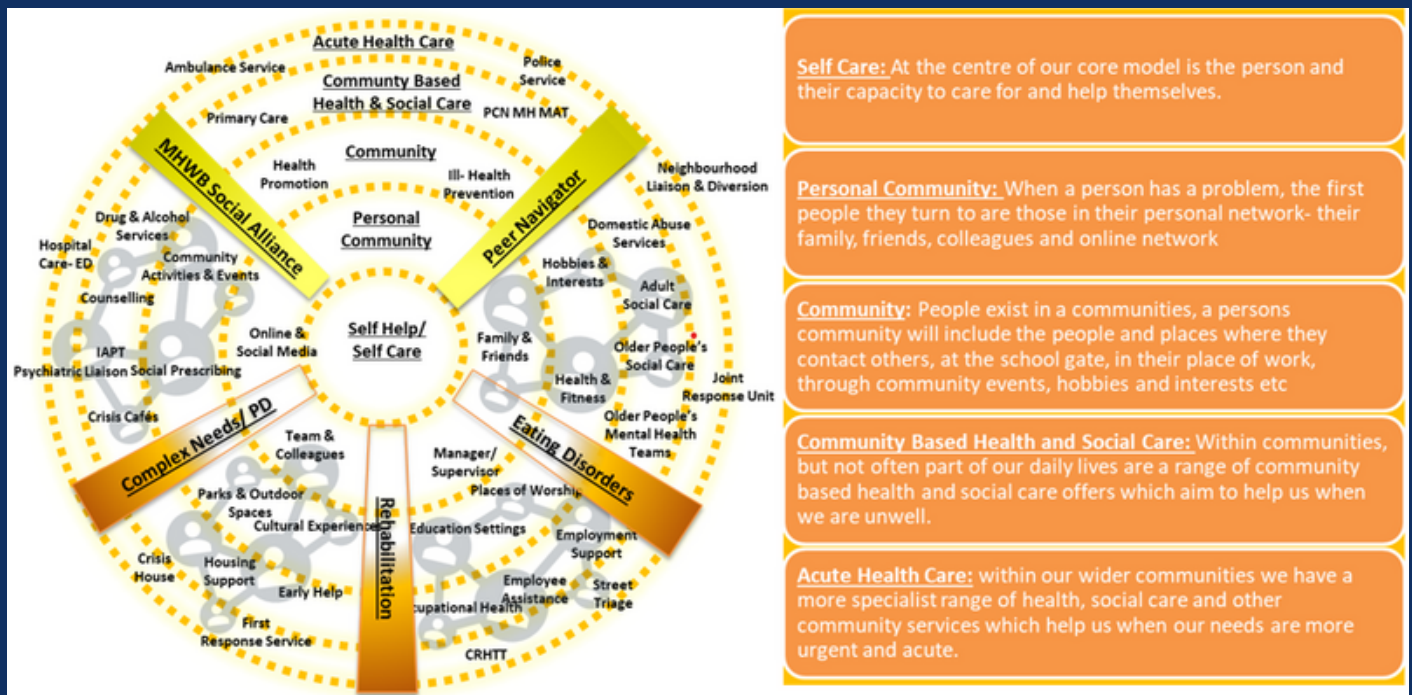 Acute Health Care
Ambulance Service
Police
Service
Communty Based
Health & Social Care
Primary Care
PCN MH MAT
Community
Health
Promotion
Ill- Health
Prevention
Personal
Community
MHWB Social Alliance
Peer Navigator
Neighbourhood
Liaison & Diversion
Drug & Alcohol
Services
Domestic Abuse
Services
Hospital
Care- ED
Community
Activities & Events
Hobbies &
Interests
Counselling
Adult
Social Care
Online &
Social Media
Self Help/
Self Care
Family &
Friends
Older People's
Social Care
IAPT
Psychiatric Liaison
Social Prescribing
Health &
Fitness
Joint
Response Unit
Crisis Cafés
Complex Needs/ PD
Eating Disorders
Older People's
Mental Health
Teams
Team &
Colleagues
Manager/
Supervisor
Places of Worship
Parks & Outdoor
Spaces
Cultural Experience
Rehabilitation
Education Settings
Employment
Support
Crisis
House
Housing
Support
Early Help
Employee
Assistance
Street
Triage
cupational Health
First
Response Service
CRHTT
Self Care: At the centre of our core model is the person and
their capacity to care for and help themselves.
Personal Community: When a person has a problem, the first
people they turn to are those in their personal network- their
family, friends, colleagues and online network
Community: People exist in a communities, a persons
community will include the people and places where they
contact others, at the school gate, in their place of work,
through community events, hobbies and interests etc
Community Based Health and Social Care: Within communities,
but not often part of our daily lives are a range of community
based health and social care offers which aim to help us when
we are unwell.
Acute Health Care: within our wider communities we have a
more specialist range of health, social care and other
community services which help us when our needs are more
urgent and acute.